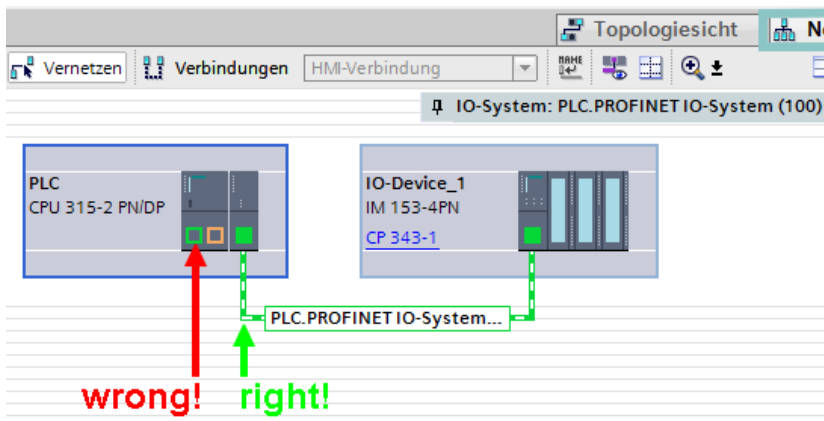 Topologiesicht
Vernetzen Verbindungen HMI-Verbindung NAME
IO-System: PLC.PROFINET IO-System (100)
PLC
CPU 315-2 PN/DP
IO-Device_1
IM 153-4PN
CP 343-1
PLC.PROFINET IO-System...
wrong! right!